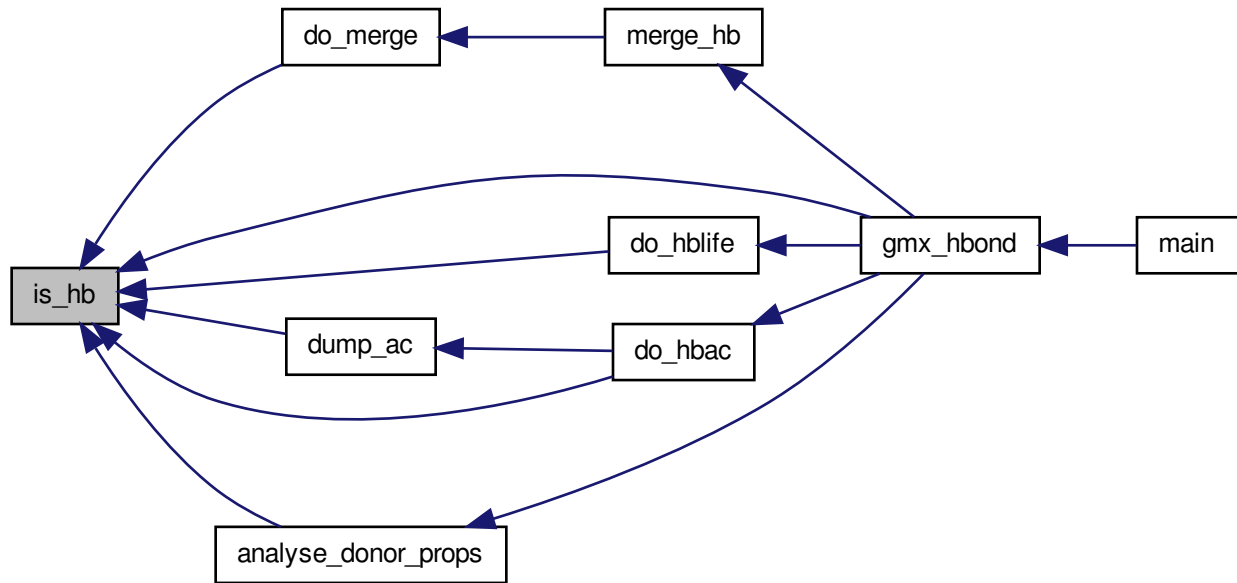 do_merge
merge_hb
do_hblife
gmx_hbond
main
is_hb
dump_ac
do_hbac
analyse_donor_props